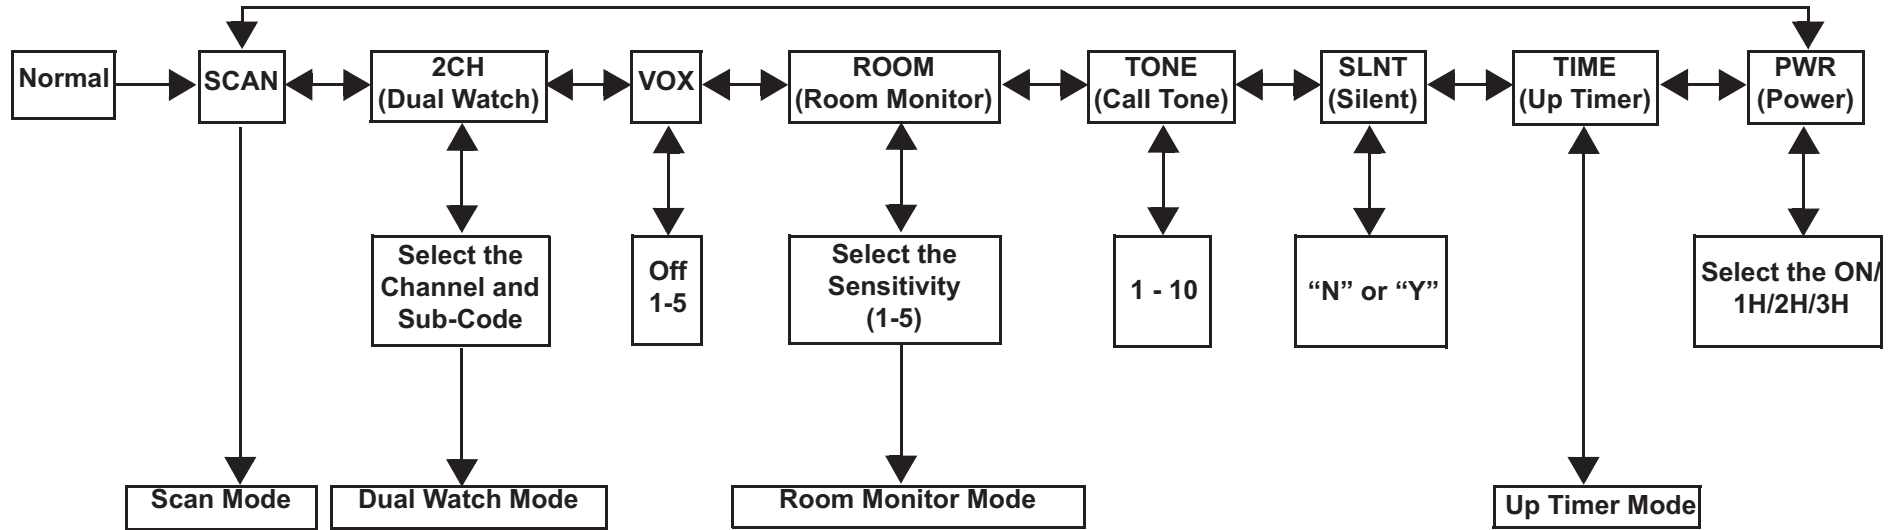 Normal
SCAN
2CH
(Dual Watch)
VOX
ROOM
(Room Monitor)
TONE
(Call Tone)
SLNT
(Silent)
TIME
(Up Timer)
PWR
(Power)
Select the
Channel and
Sub-Code
Off
1-5
Select the
Sensitivity
(1-5)
1 - 10
“N” or “Y”
Select the ON/
1H/2H/3H
Scan Mode
Dual Watch Mode
Room Monitor Mode
Up Timer Mode